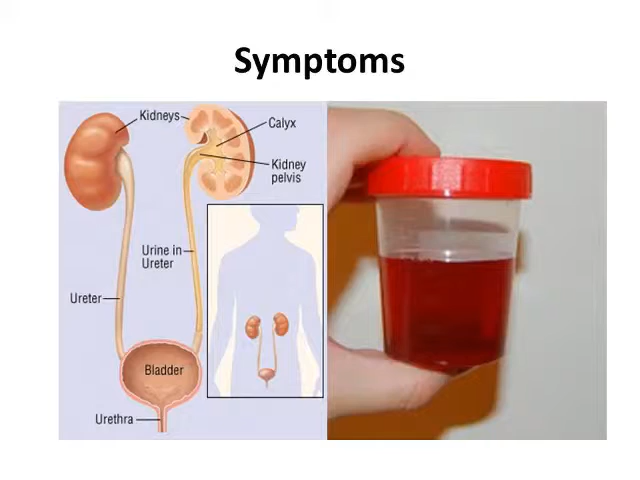 Symptoms
Kidneys
Calyx
Kidney
pelvis
Urine in
Ureter
Ureter
Bladder
Urethra